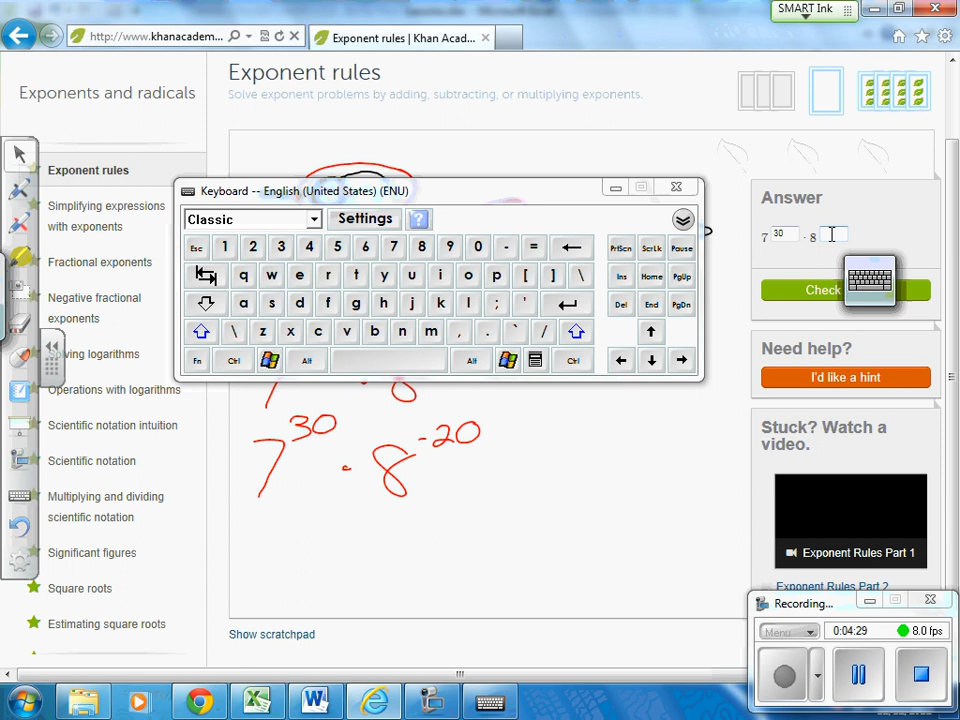 SMART Ink
http://www.khanacadem...
Exponent rules | Khan Acad...
Exponents and radicals
Exponent rules
Solve exponent problems by adding, subtracting, or multiplying exponents.
Exponent rules
Simplifying expressions
with exponents
Fractional exponents
Negative fractional
exponents
olving logarithms
Operations with logarithms
Scientific notation intuition
Scientific notation
Multiplying and dividing
scientific notation
Significant figures
Square roots
Estimating square roots
Keyboard -- English (United States) (ENU)
Classic
Settings
?
Esc 1 2 3 4 5 6 7 8 9 0 - = PrtScn ScrLk Pause
q w e r t y u i o p [ ] \ Ins Home PgUp
a s d f g h j k l ; ' Del End PgDn
\ z x c v b n m , . ` /
Fn Ctrl Alt Alt Ctrl
7^30 · 8^-20
Show scratchpad
Answer
7 30 · 8
Check
Need help?
I'd like a hint
Stuck? Watch a
video.
Exponent Rules Part 1
Exponent Rules Part 2
Recording...
Menu
0:04:29
8.0 fps